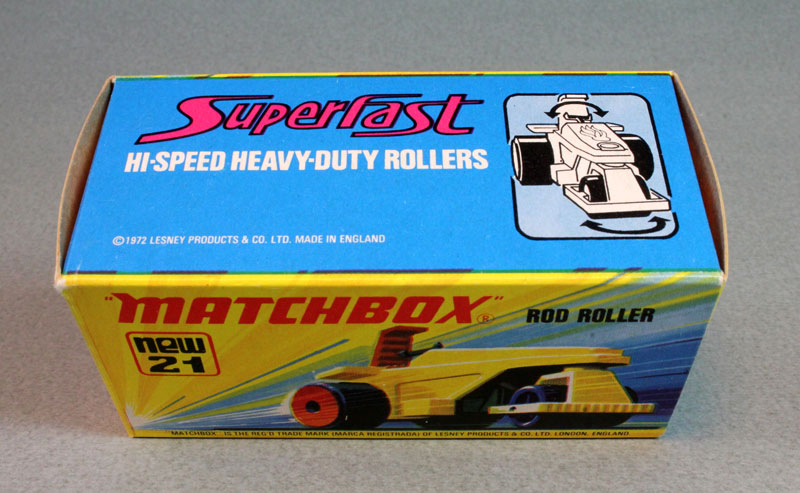 Superfast
HI-SPEED HEAVY-DUTY ROLLERS
©1972 LESNEY PRODUCTS & CO. LTD. MADE IN ENGLAND
"MATCHBOX"® ROD ROLLER
new
21
MATCHBOX" IS THE REG'D TRADE MARK (MARCA REGISTRADA) OF LESNEY PRODUCTS & CO. LTD. LONDON, ENGLAND